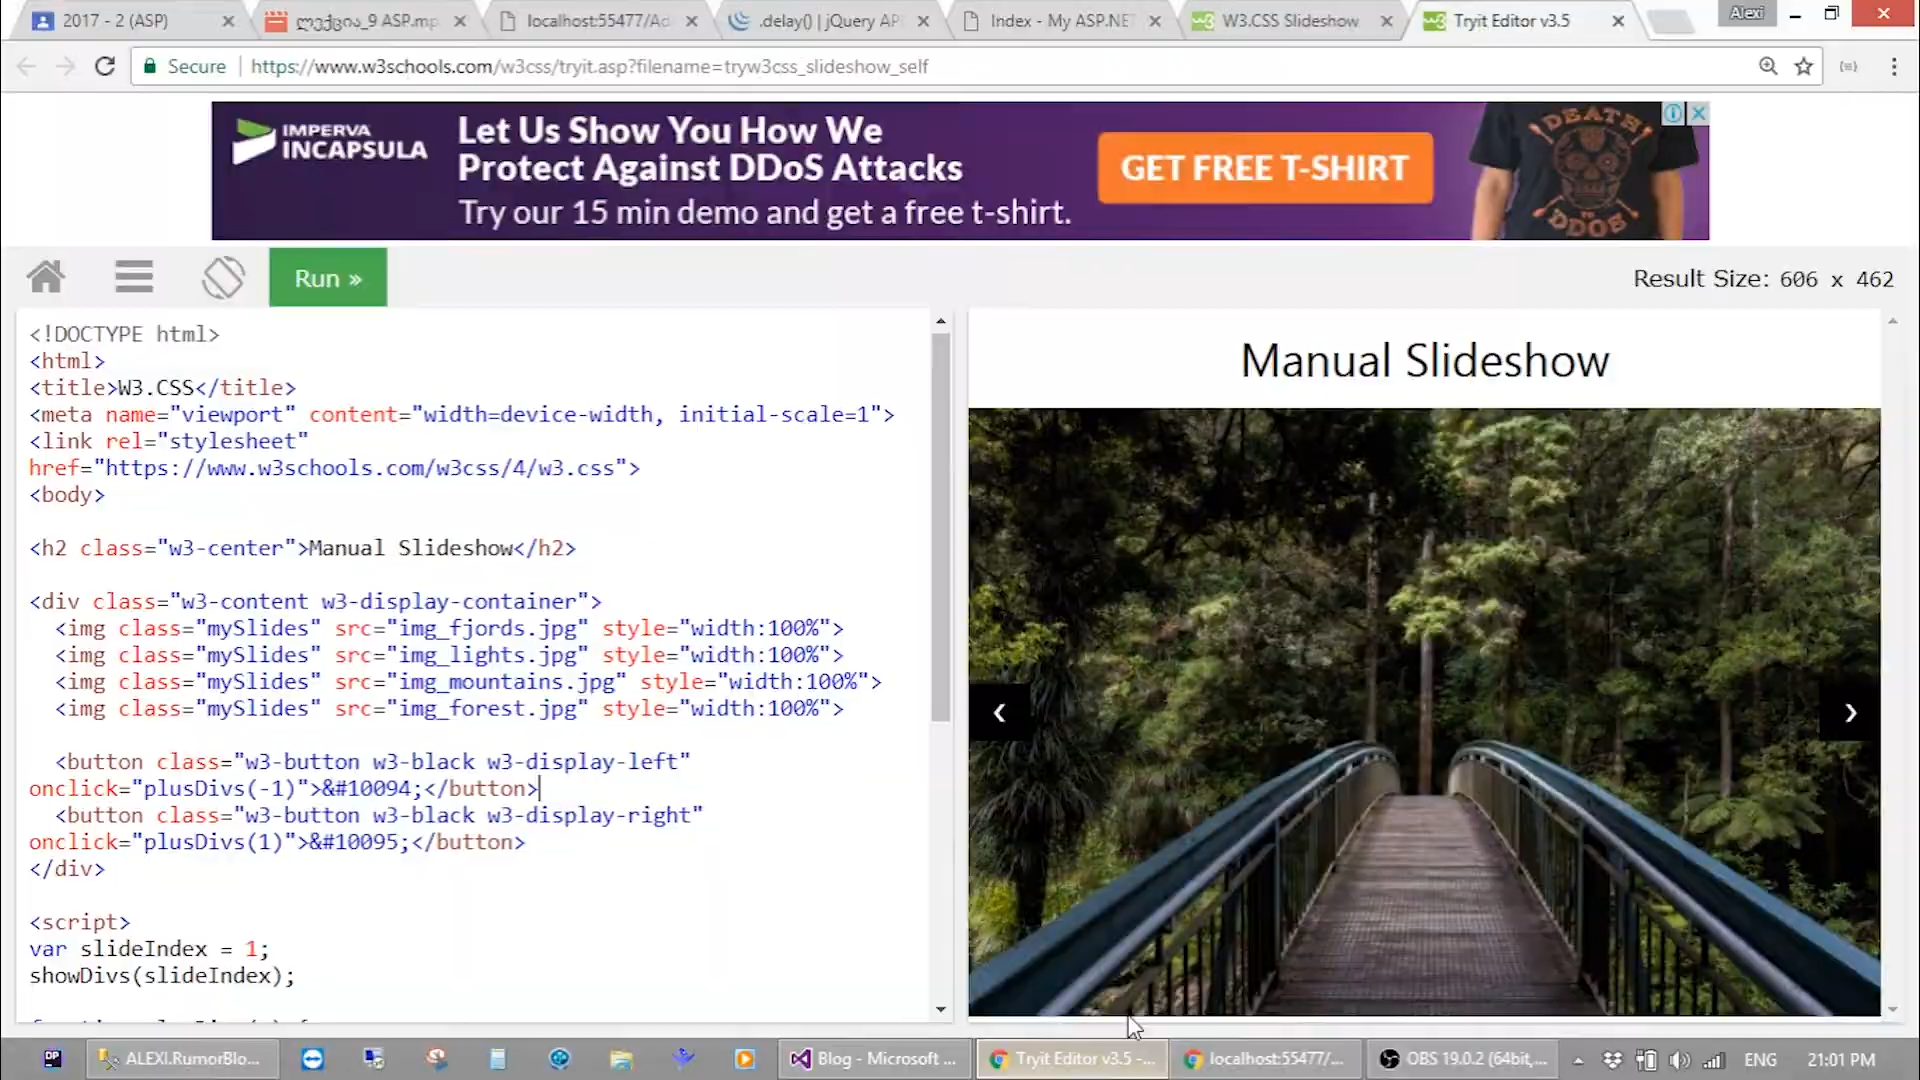 2017 - 2 (ASP)
ლექცია_9 ASP.mp
localhost:55477/Ad
.delay() | jQuery AP
Index - My ASP.NET
W3.CSS Slideshow
Tryit Editor v3.5
Alexi
Secure
https://www.w3schools.com/w3css/tryit.asp?filename=tryw3css_slideshow_self
IMPERVA
INCAPSULA
Let Us Show You How We
Protect Against DDoS Attacks
Try our 15 min demo and get a free t-shirt.
GET FREE T-SHIRT
DEATH
TO
DDOS
Run »
Result Size: 606 x 462
<!DOCTYPE html>
<html>
<title>W3.CSS</title>
<meta name="viewport" content="width=device-width, initial-scale=1">
<link rel="stylesheet"
href="https://www.w3schools.com/w3css/4/w3.css">
<body>
<h2 class="w3-center">Manual Slideshow</h2>
<div class="w3-content w3-display-container">
<img class="mySlides" src="img_fjords.jpg" style="width:100%">
<img class="mySlides" src="img_lights.jpg" style="width:100%">
<img class="mySlides" src="img_mountains.jpg" style="width:100%">
<img class="mySlides" src="img_forest.jpg" style="width:100%">
<button class="w3-button w3-black w3-display-left"
onclick="plusDivs(-1)">&#10094;</button>
<button class="w3-button w3-black w3-display-right"
onclick="plusDivs(1)">&#10095;</button>
</div>
<script>
var slideIndex = 1;
showDivs(slideIndex);
Manual Slideshow
❮
❯
DP
ALEXI.RumorBlo...
Blog - Microsoft ...
Tryit Editor v3.5 -...
localhost:55477/...
OBS 19.0.2 (64bit,...
ENG
21:01 PM